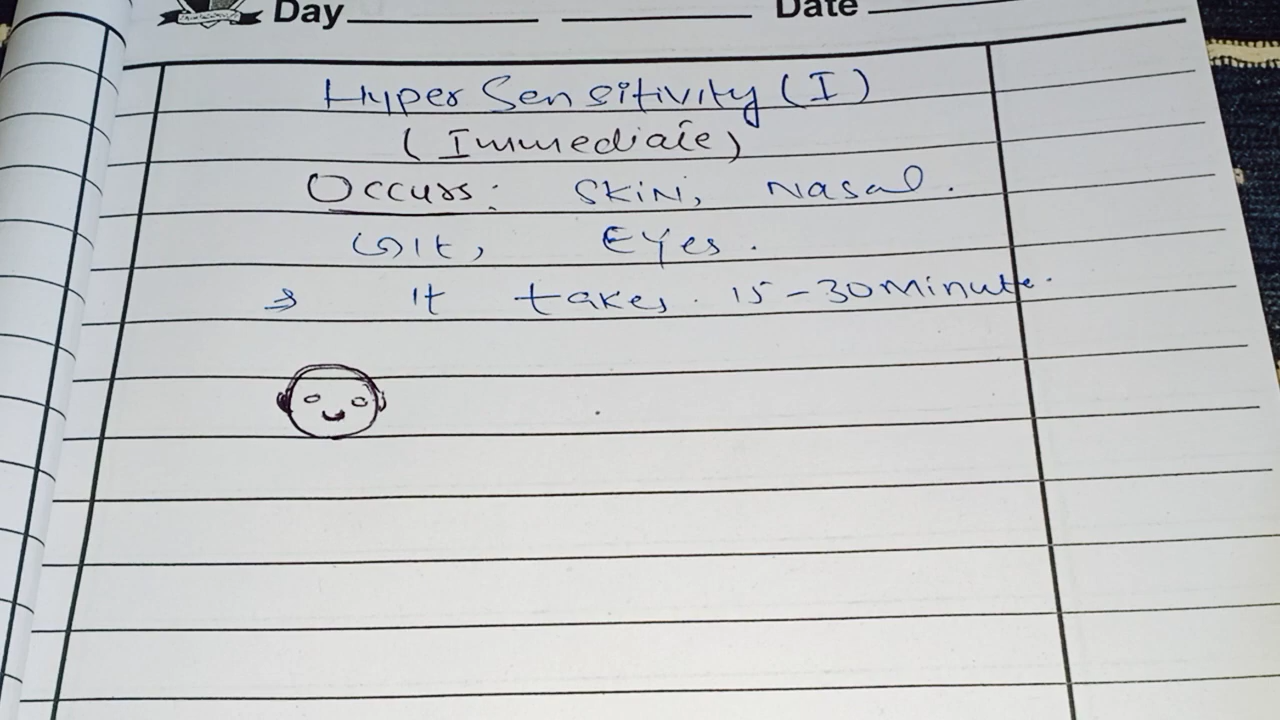 Day Date
Hyper Sensitivity (I)
(Immediate)
Occurs: Skin, Nasal.
GIt, Eyes.
⇒ It takes. 15-30 minute.